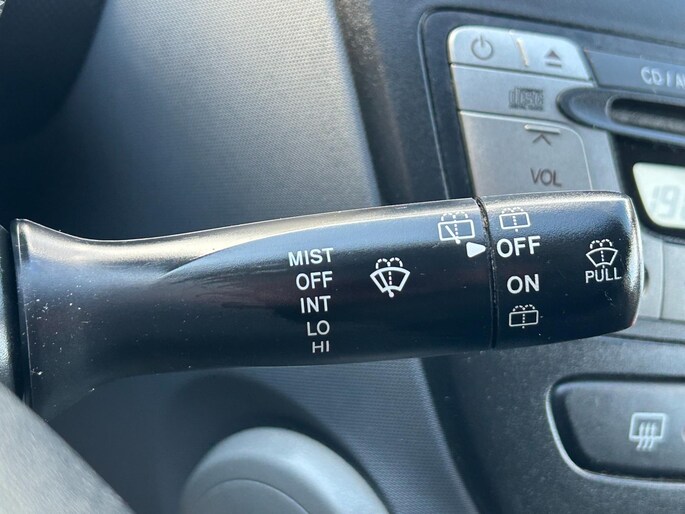 CD / A
VOL
MIST
OFF
INT
LO
HI
OFF
ON
PULL